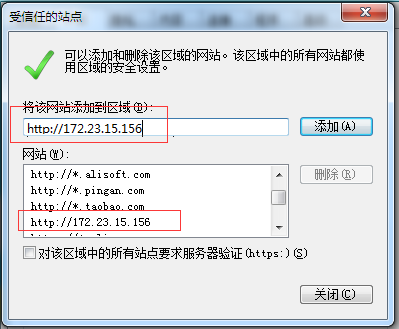 受信任的站点
可以添加和删除该区域的网站。该区域中的所有网站都使
用区域的安全设置。
将该网站添加到区域(D):
http://172.23.15.156
添加(A)
网站(W):
http://*.alisoft.com
http://*.pingan.com
http://*.taobao.com
http://172.23.15.156
删除(R)
对该区域中的所有站点要求服务器验证(https:)(S)
关闭(C)